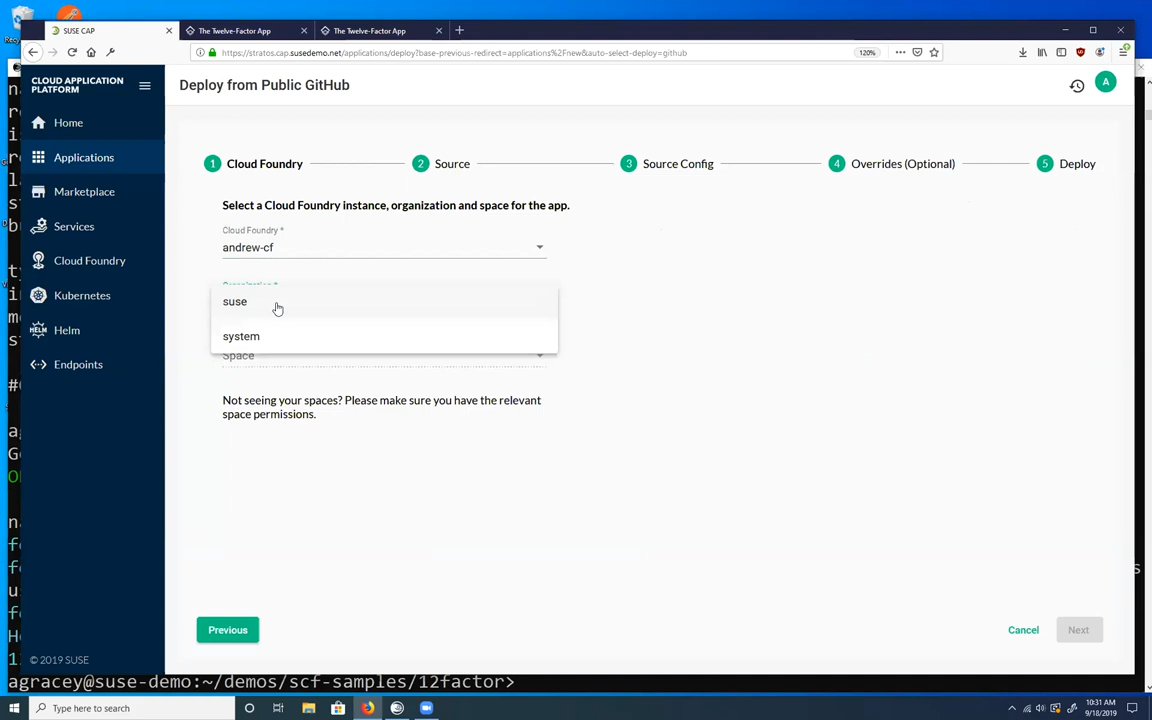 SUSE CAP
The Twelve-Factor App
The Twelve-Factor App
https://stratos.cap.susedemo.net/applications/deploy?base-previous-redirect=applications%2Fnew&auto-select-deploy=github
120%
CLOUD APPLICATION
PLATFORM
Deploy from Public GitHub
A
Home
Applications
Marketplace
Services
Cloud Foundry
Kubernetes
HELM
Helm
Endpoints
1 Cloud Foundry
2 Source
3 Source Config
4 Overrides (Optional)
5 Deploy
Select a Cloud Foundry instance, organization and space for the app.
Cloud Foundry *
andrew-cf
suse
system
Space
Not seeing your spaces? Please make sure you have the relevant
space permissions.
Previous
Cancel
Next
© 2019 SUSE
agracey@suse-demo:~/demos/scf-samples/12factor>
Type here to search
10:31 AM
9/18/2019